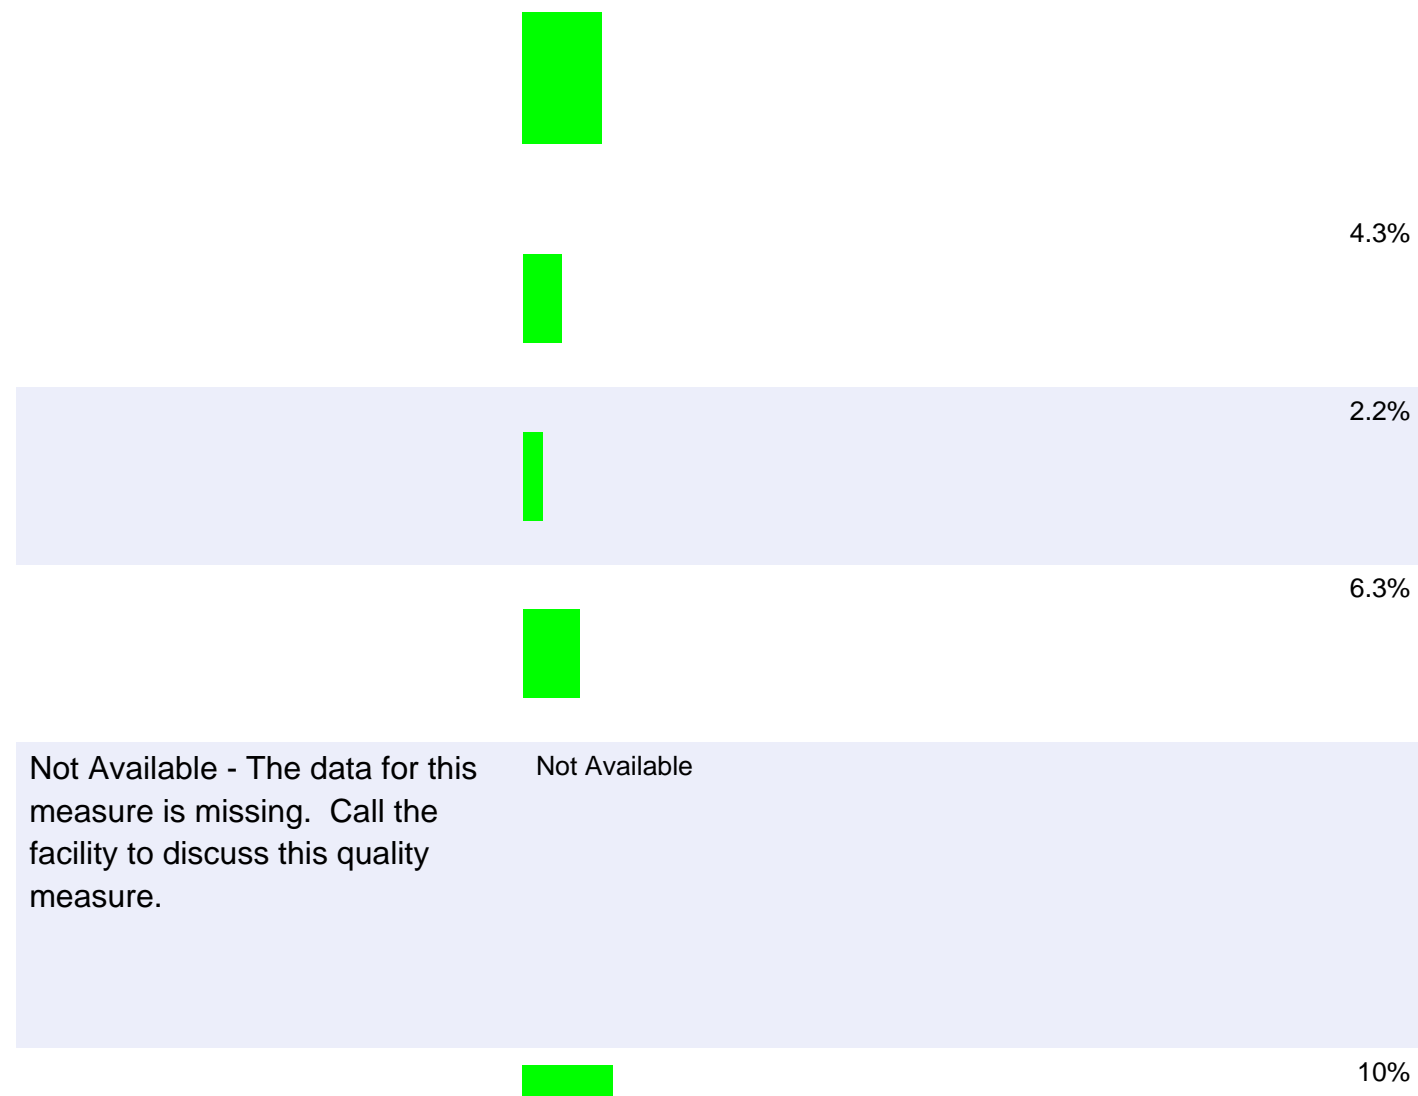 4.3%
2.2%
6.3%
Not Available - The data for this
measure is missing.  Call the
facility to discuss this quality
measure.
Not Available
10%